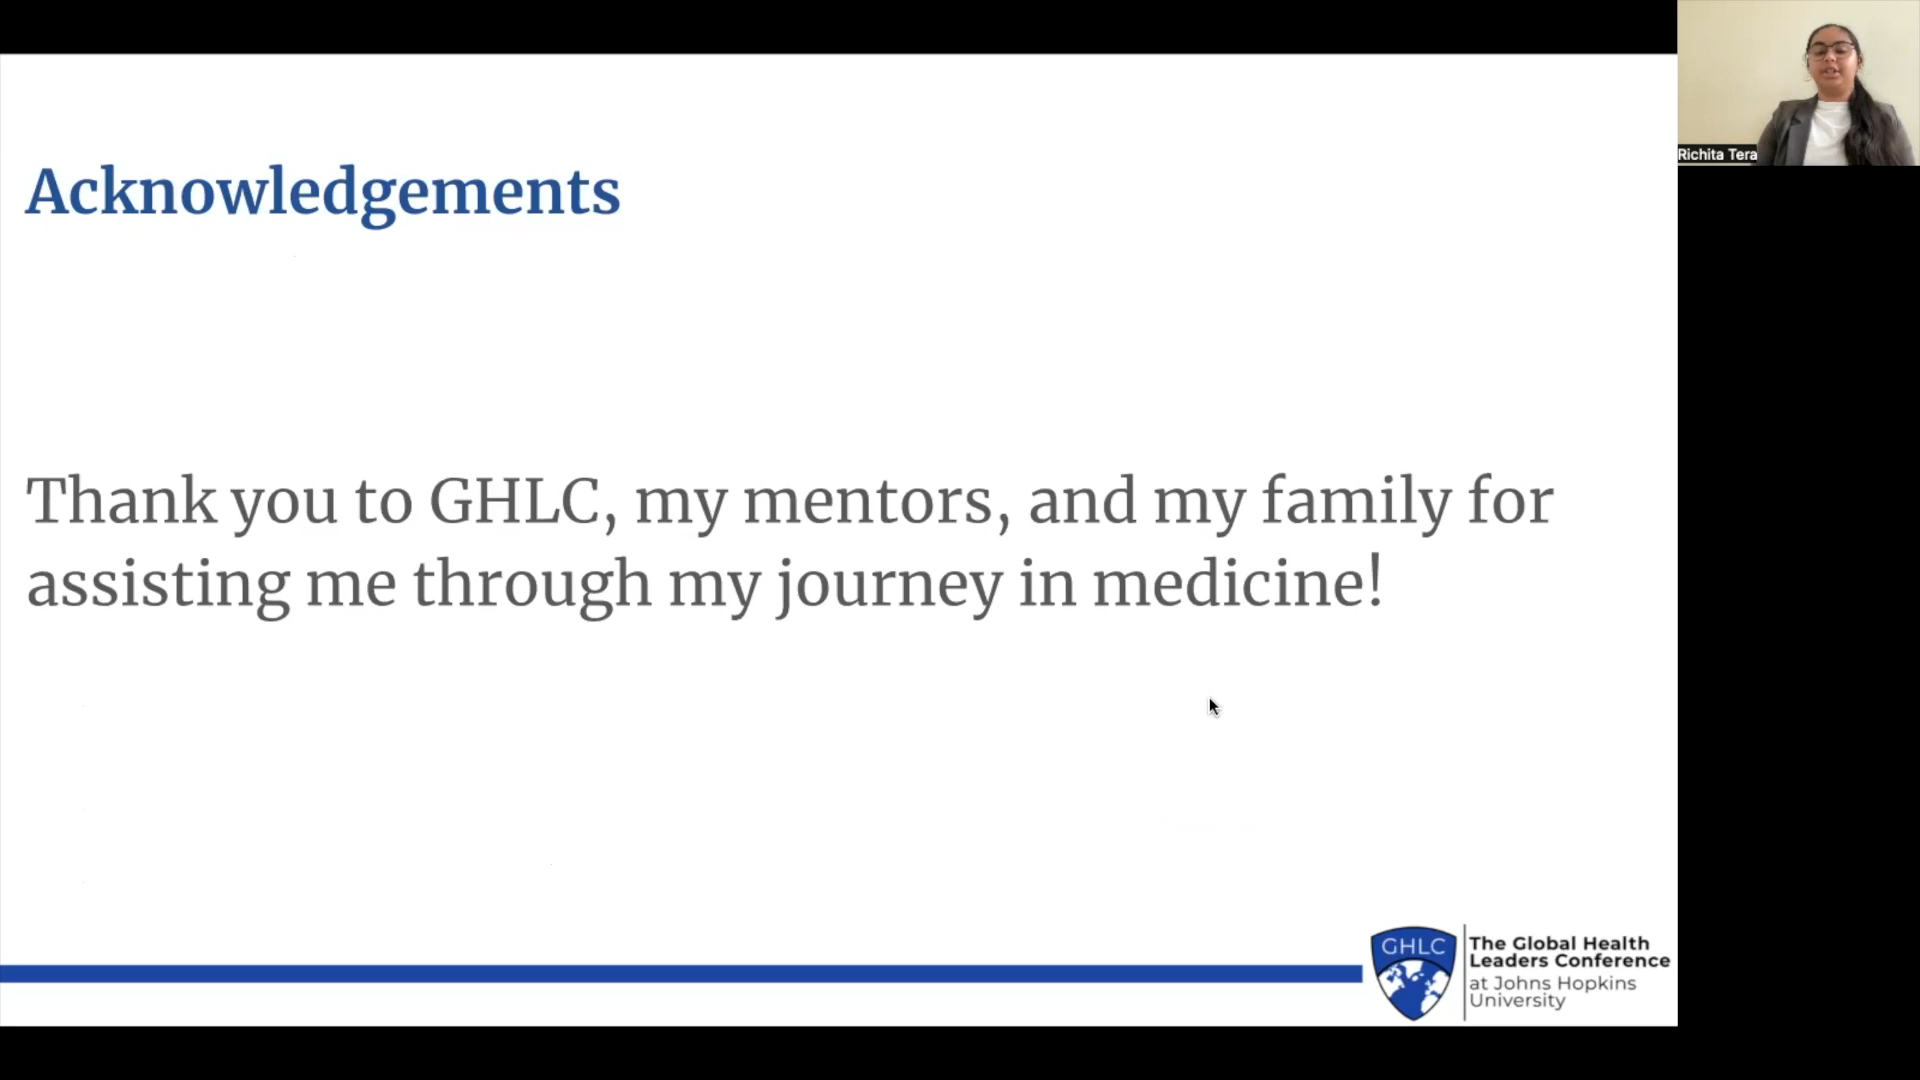 Acknowledgements
Thank you to GHLC, my mentors, and my family for
assisting me through my journey in medicine!
Richita Tera
GHLC
The Global Health
Leaders Conference
at Johns Hopkins
University